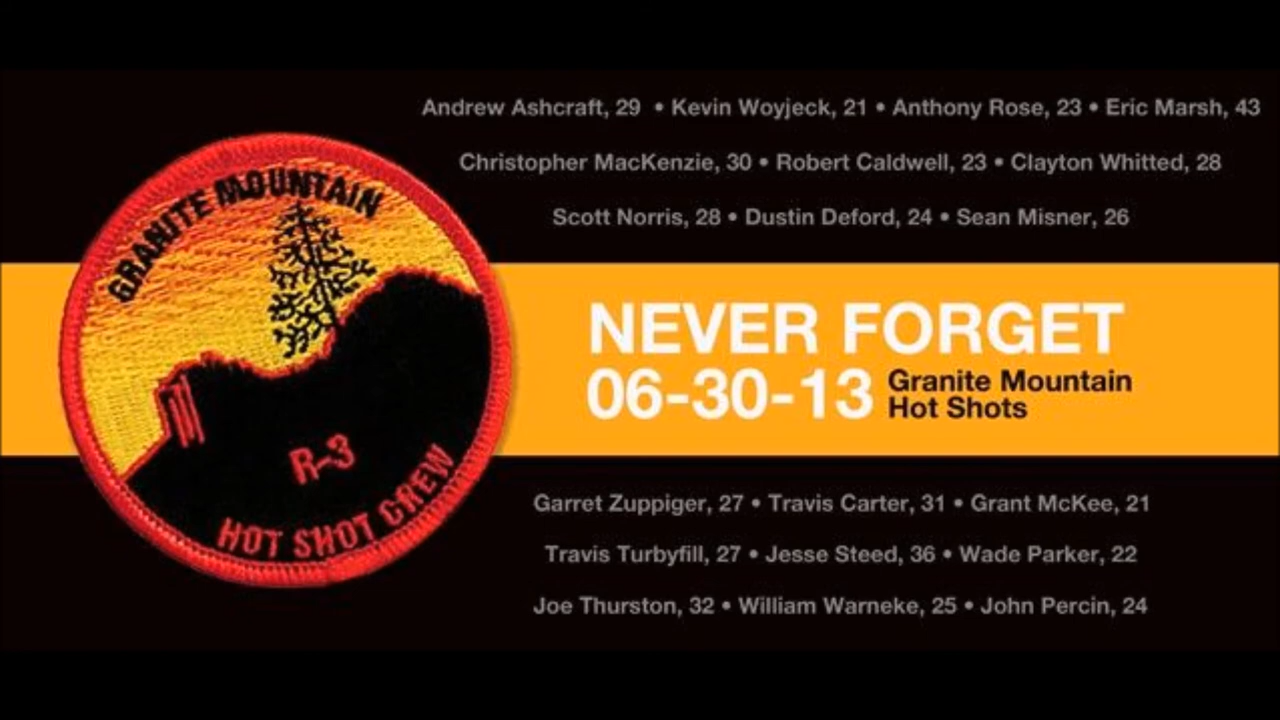 Andrew Ashcraft, 29 • Kevin Woyjeck, 21 • Anthony Rose, 23 • Eric Marsh, 43
Christopher MacKenzie, 30 • Robert Caldwell, 23 • Clayton Whitted, 28
Scott Norris, 28 • Dustin Deford, 24 • Sean Misner, 26
GRANITE MOUNTAIN
R-3
HOT SHOT CREW
NEVER FORGET
06-30-13 Granite Mountain
Hot Shots
Garret Zuppiger, 27 • Travis Carter, 31 • Grant McKee, 21
Travis Turbyfill, 27 • Jesse Steed, 36 • Wade Parker, 22
Joe Thurston, 32 • William Warneke, 25 • John Percin, 24